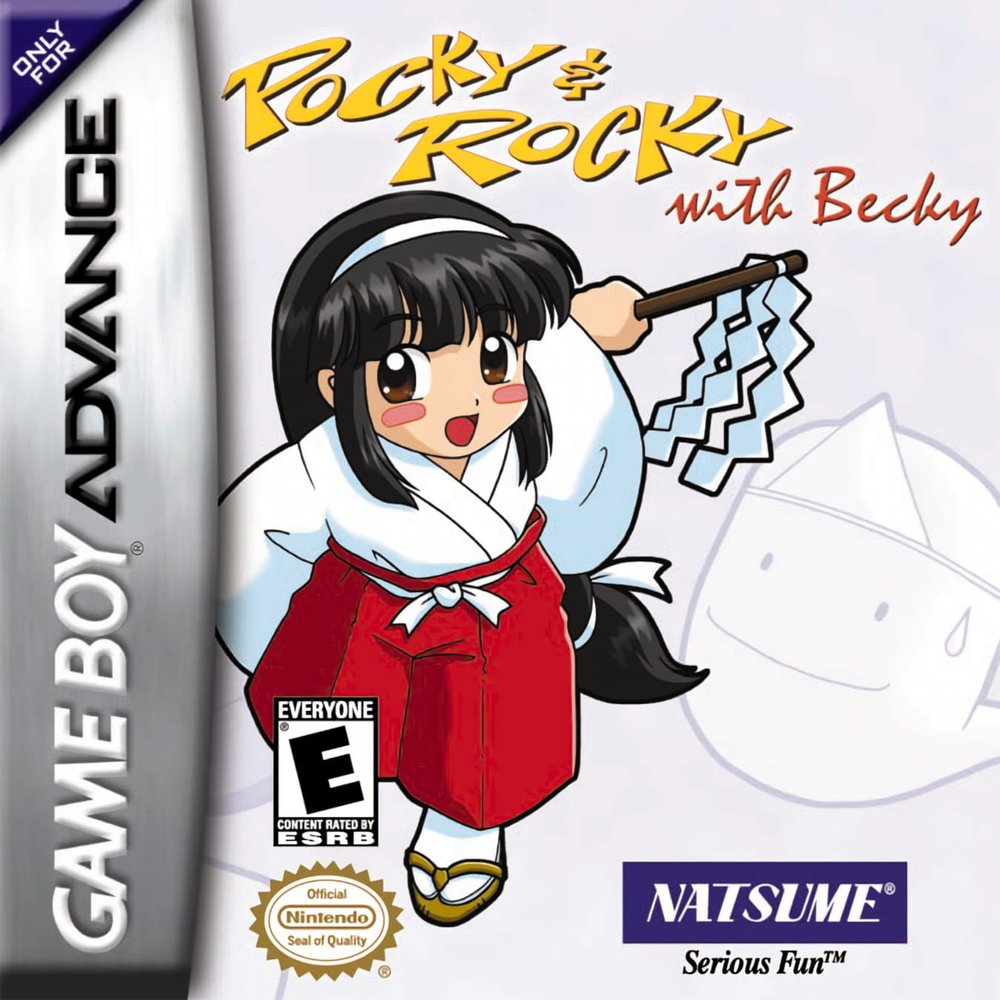 ONLY
FOR
GAME BOY ADVANCE®
POCKY &
ROCKY
with Becky
EVERYONE
®
E
CONTENT RATED BY
ESRB
Official
Nintendo
Seal of Quality
®
NATSUME®
Serious Fun™